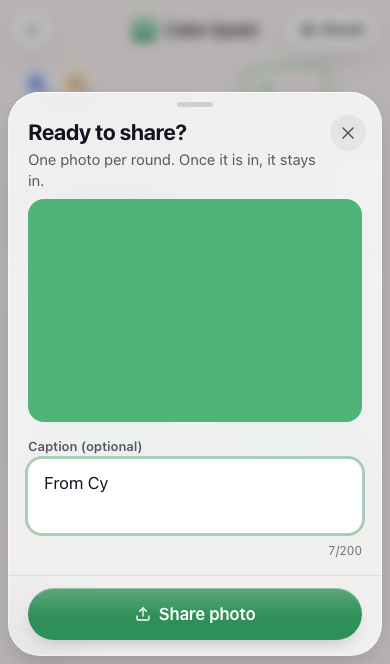 Ready to share?
One photo per round. Once it is in, it stays
in.
Caption (optional)
From Cy
7/200
Share photo